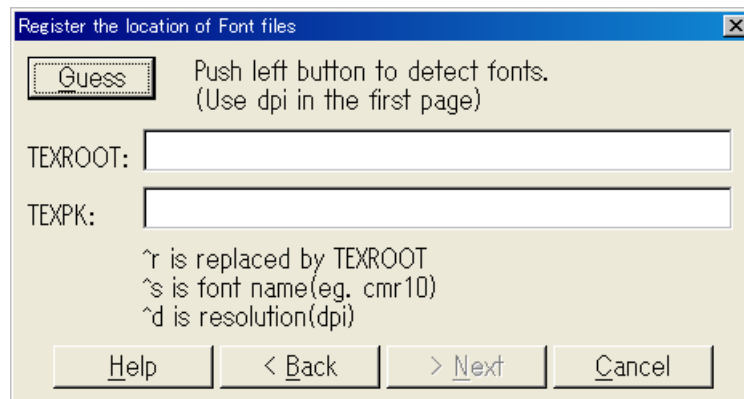 Register the location of Font files
Guess
Push left button to detect fonts.
(Use dpi in the first page)
TEXROOT:
TEXPK:
^r is replaced by TEXROOT
^s is font name(eg. cmr10)
^d is resolution(dpi)
Help
< Back
> Next
Cancel